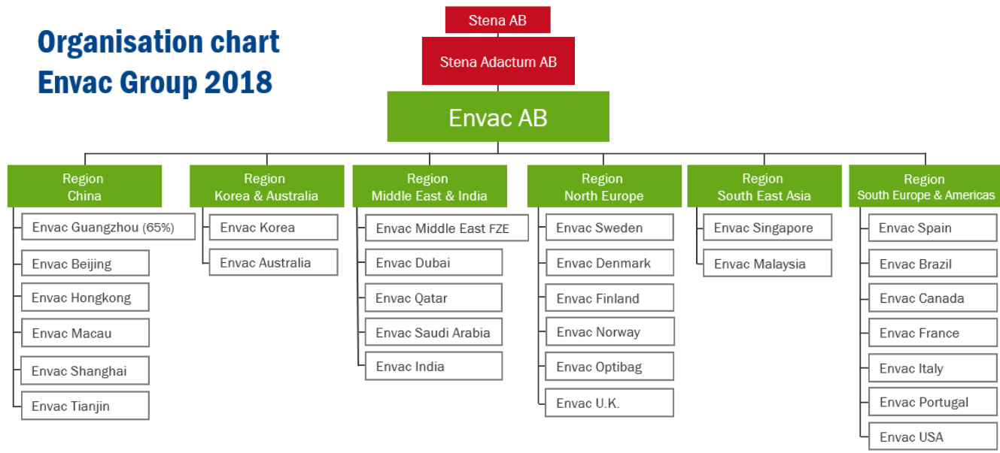 Organisation chart
Envac Group 2018
Stena AB
Stena Adactum AB
Envac AB
Region
China
Envac Guangzhou (65%)
Envac Beijing
Envac Hongkong
Envac Macau
Envac Shanghai
Envac Tianjin
Region
Korea & Australia
Envac Korea
Envac Australia
Region
Middle East & India
Envac Middle East FZE
Envac Dubai
Envac Qatar
Envac Saudi Arabia
Envac India
Region
North Europe
Envac Sweden
Envac Denmark
Envac Finland
Envac Norway
Envac Optibag
Envac U.K.
Region
South East Asia
Envac Singapore
Envac Malaysia
Region
South Europe & Americas
Envac Spain
Envac Brazil
Envac Canada
Envac France
Envac Italy
Envac Portugal
Envac USA